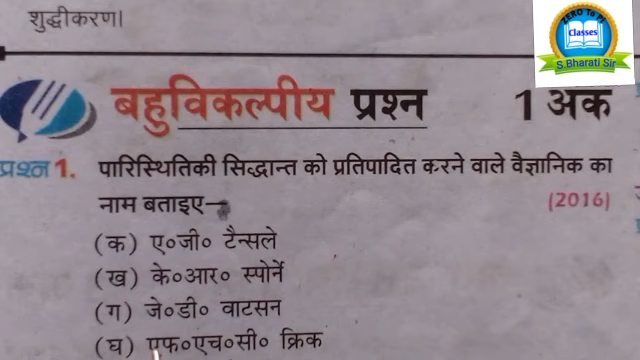 शुद्धीकरण।
ZERO To P
Classes
S.Bharati Sir
बहुविकल्पीय प्रश्न 1 अंक
प्रश्न 1. पारिस्थितिकी सिद्धान्त को प्रतिपादित करने वाले वैज्ञानिक का
नाम बताइए— (2016)
(क) ए०जी० टैन्सले
(ख) के०आर० स्पोर्ने
(ग) जे०डी० वाटसन
(घ) एफ०एच०सी० क्रिक